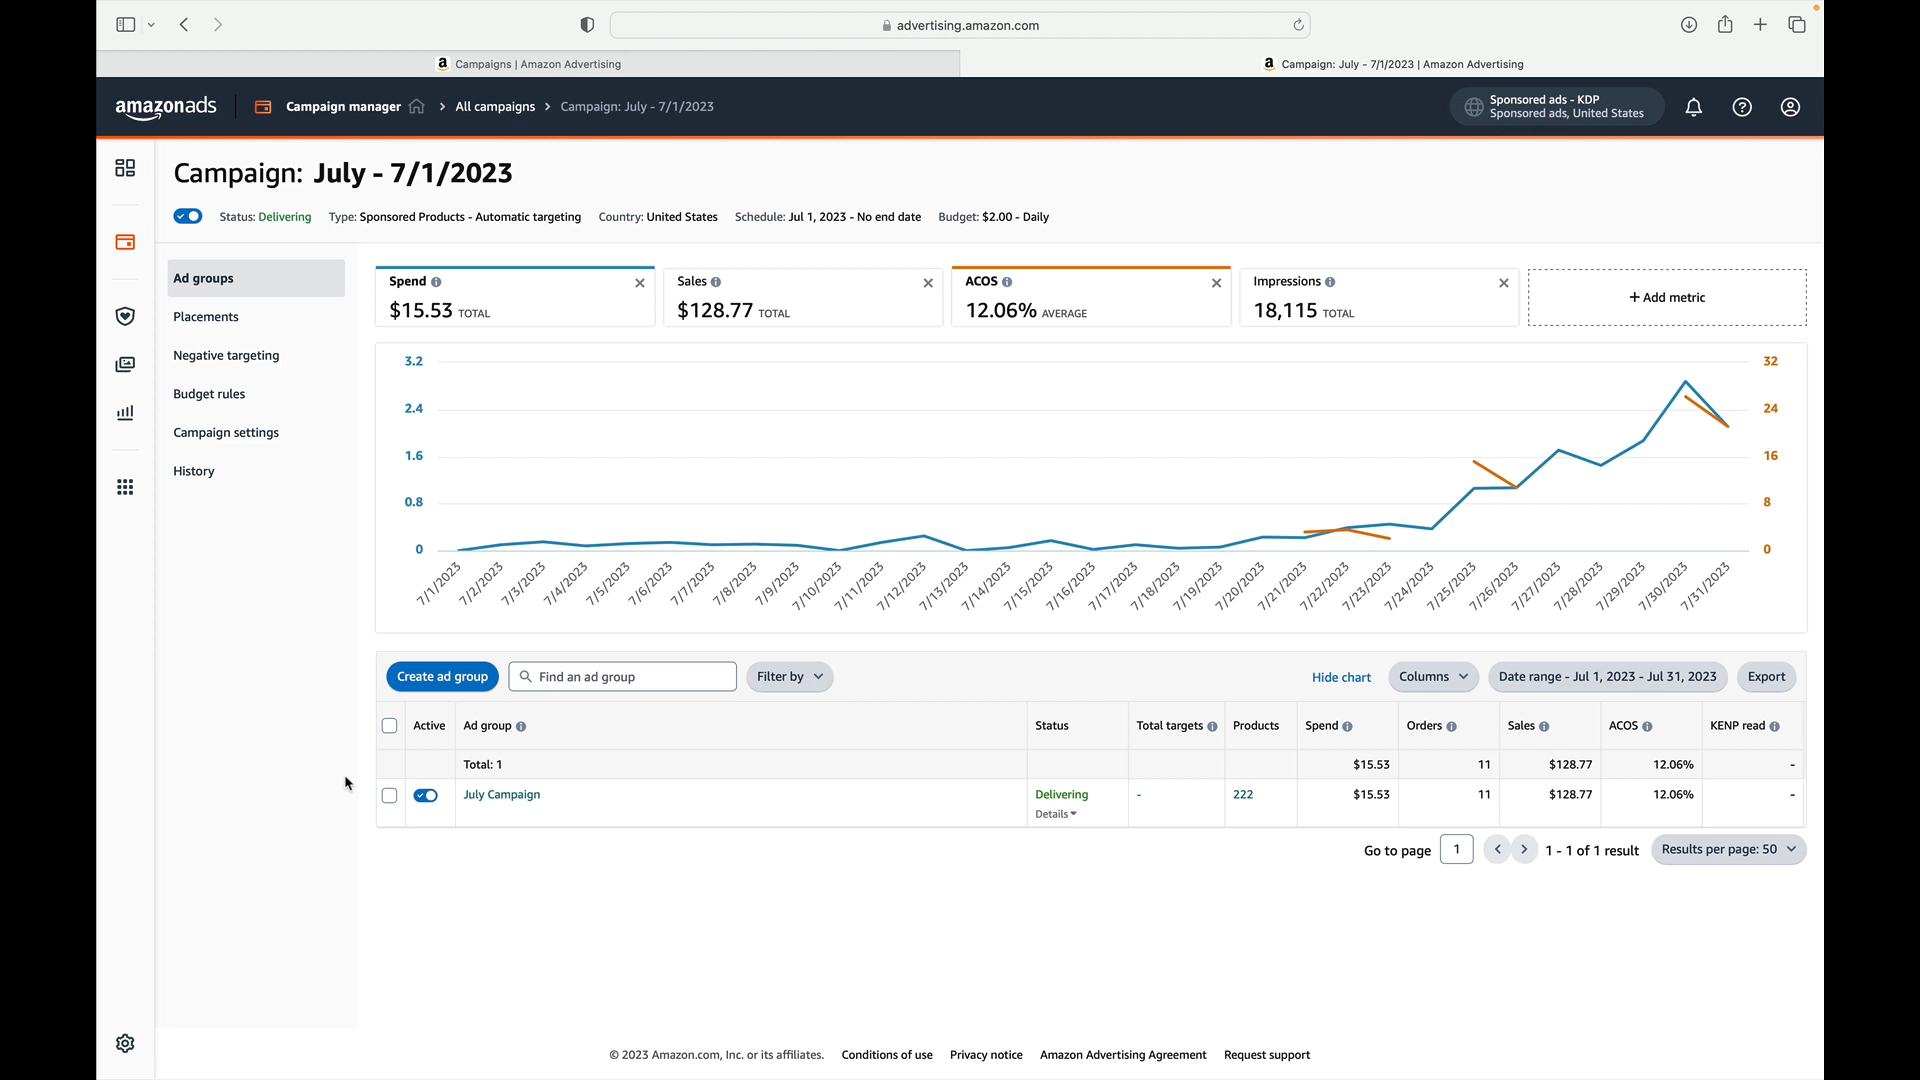 advertising.amazon.com
Campaigns | Amazon Advertising
Campaign: July - 7/1/2023 | Amazon Advertising
amazonads
Campaign manager
All campaigns
Campaign: July - 7/1/2023
Sponsored ads - KDP
Sponsored ads, United States
Campaign: July - 7/1/2023
Status: Delivering
Type: Sponsored Products - Automatic targeting
Country: United States
Schedule: Jul 1, 2023 - No end date
Budget: $2.00 - Daily
Ad groups
Placements
Negative targeting
Budget rules
Campaign settings
History
Spend
$15.53 TOTAL
Sales
$128.77 TOTAL
ACOS
12.06% AVERAGE
Impressions
18,115 TOTAL
+ Add metric
3.2
2.4
1.6
0.8
0
32
24
16
8
0
7/1/2023
7/2/2023
7/3/2023
7/4/2023
7/5/2023
7/6/2023
7/7/2023
7/8/2023
7/9/2023
7/10/2023
7/11/2023
7/12/2023
7/13/2023
7/14/2023
7/15/2023
7/16/2023
7/17/2023
7/18/2023
7/19/2023
7/20/2023
7/21/2023
7/22/2023
7/23/2023
7/24/2023
7/25/2023
7/26/2023
7/27/2023
7/28/2023
7/29/2023
7/30/2023
7/31/2023
Create ad group
Find an ad group
Filter by
Hide chart
Columns
Date range - Jul 1, 2023 - Jul 31, 2023
Export
Active Ad group Status Total targets Products Spend Orders Sales ACOS KENP read
Total: 1 $15.53 11 $128.77 12.06% -
July Campaign Delivering - 222 $15.53 11 $128.77 12.06% -
Details
Go to page 1 1 - 1 of 1 result Results per page: 50
© 2023 Amazon.com, Inc. or its affiliates. Conditions of use Privacy notice Amazon Advertising Agreement Request support